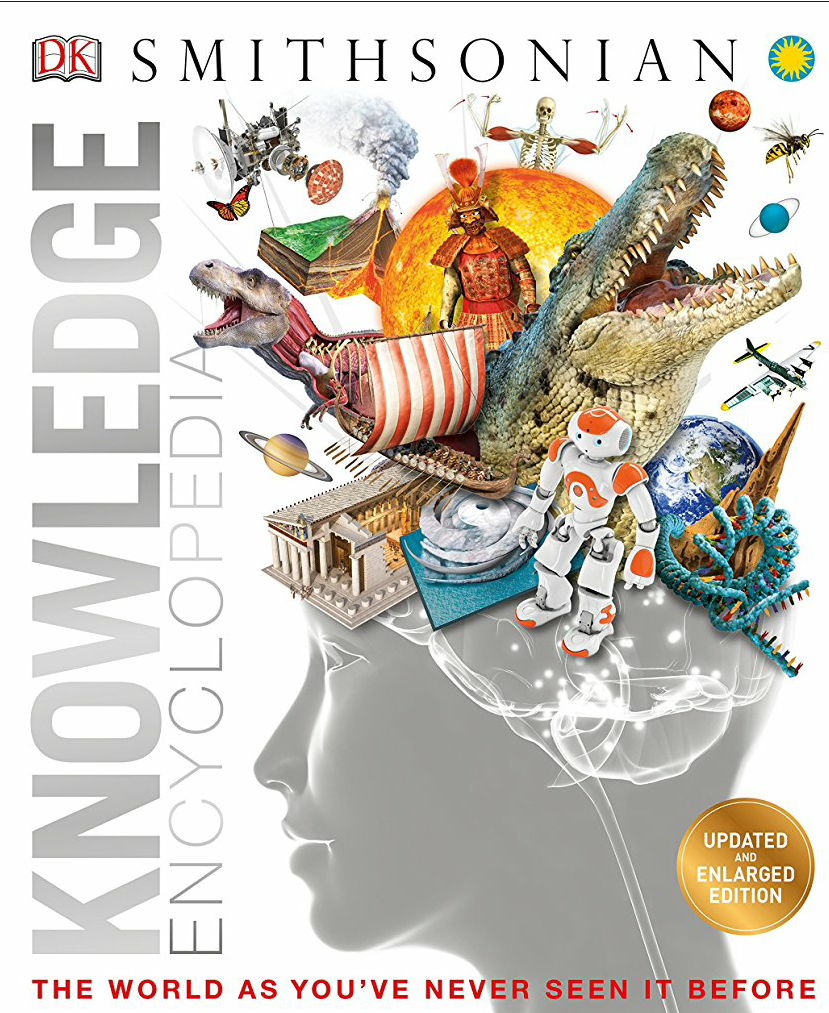 DK SMITHSONIAN
KNOWLEDGE
ENCYCLOPEDIA
UPDATED
AND
ENLARGED
EDITION
THE WORLD AS YOU'VE NEVER SEEN IT BEFORE